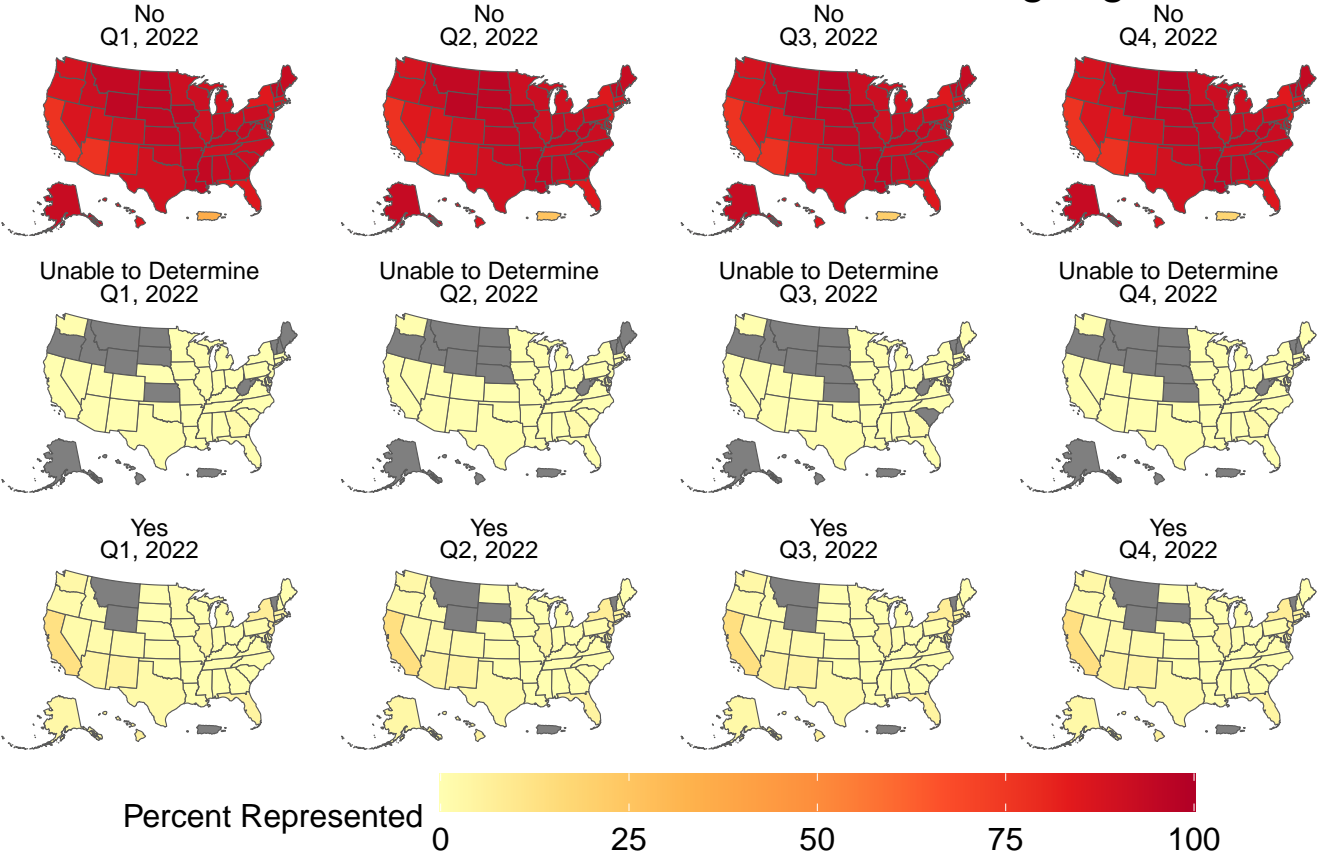 No
Q1, 2022
No
Q2, 2022
No
Q3, 2022
No
Q4, 2022
Unable to Determine
Q1, 2022
Unable to Determine
Q2, 2022
Unable to Determine
Q3, 2022
Unable to Determine
Q4, 2022
Yes
Q1, 2022
Yes
Q2, 2022
Yes
Q3, 2022
Yes
Q4, 2022
Percent Represented
0 25 50 75 100